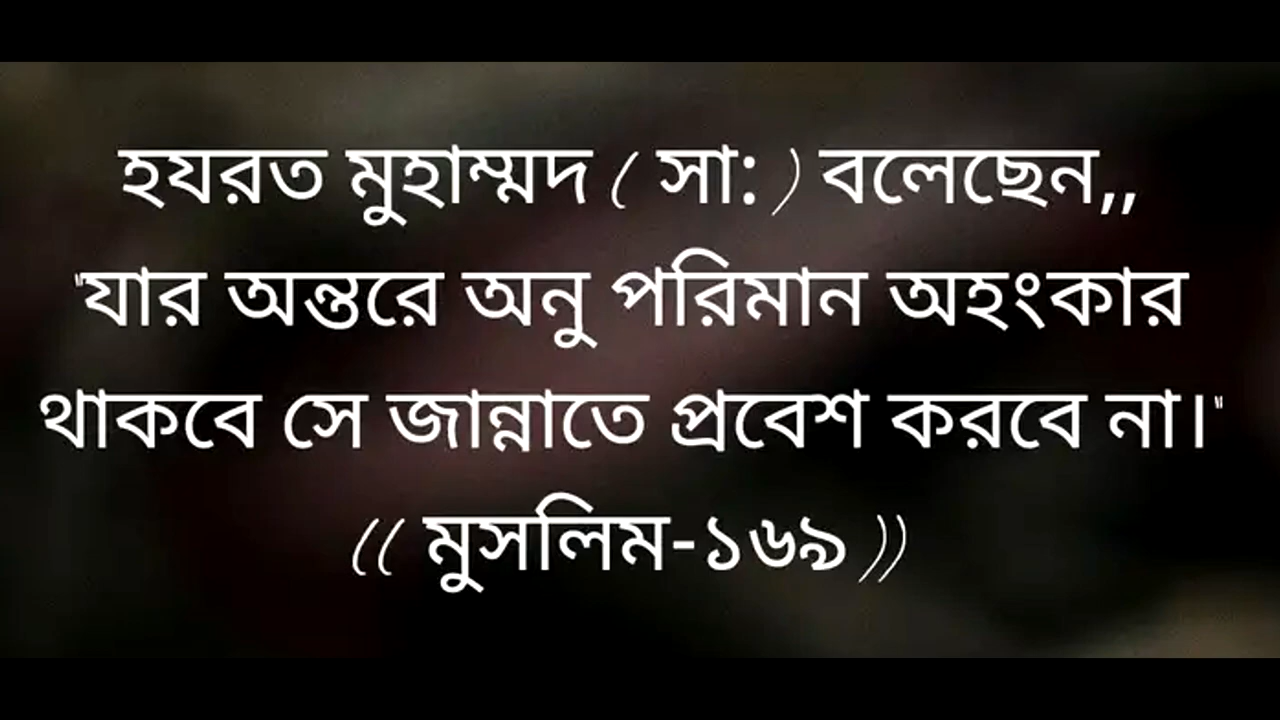 হযরত মুহাম্মদ ( সা: ) বলেছেন,,
"যার অন্তরে অনু পরিমান অহংকার
থাকবে সে জান্নাতে প্রবেশ করবে না।"
(( মুসলিম-১৬৯ ))